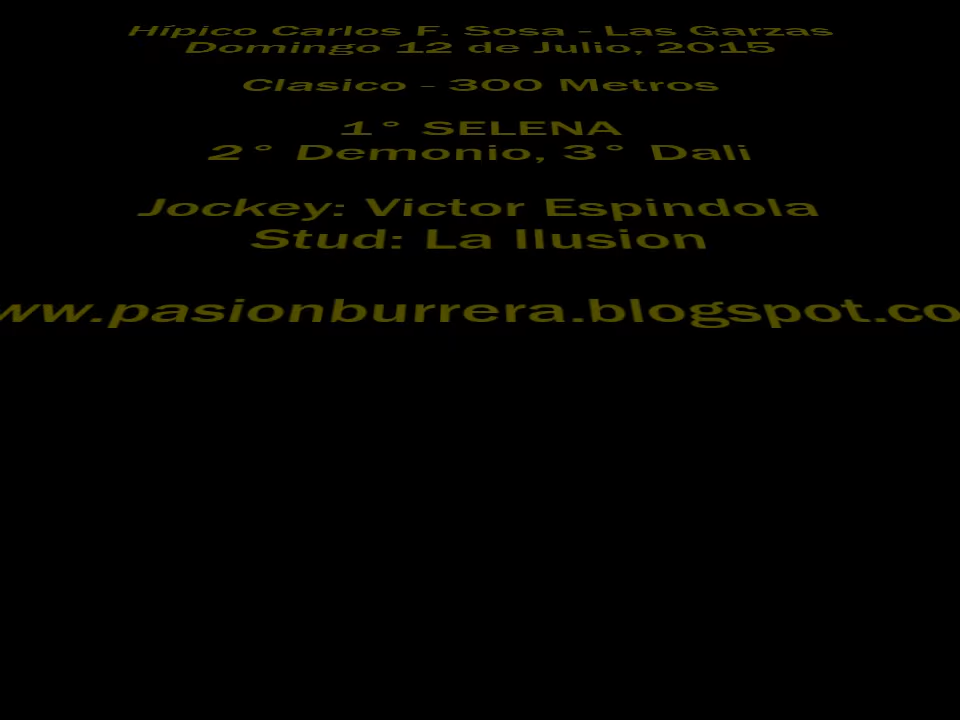 Hípico Carlos F. Sosa - Las Garzas
Domingo 12 de Julio, 2015
Clasico - 300 Metros
1° SELENA
2° Demonio, 3° Dali
Jockey: Victor Espindola
Stud: La Ilusion
ww.pasionburrera.blogspot.co